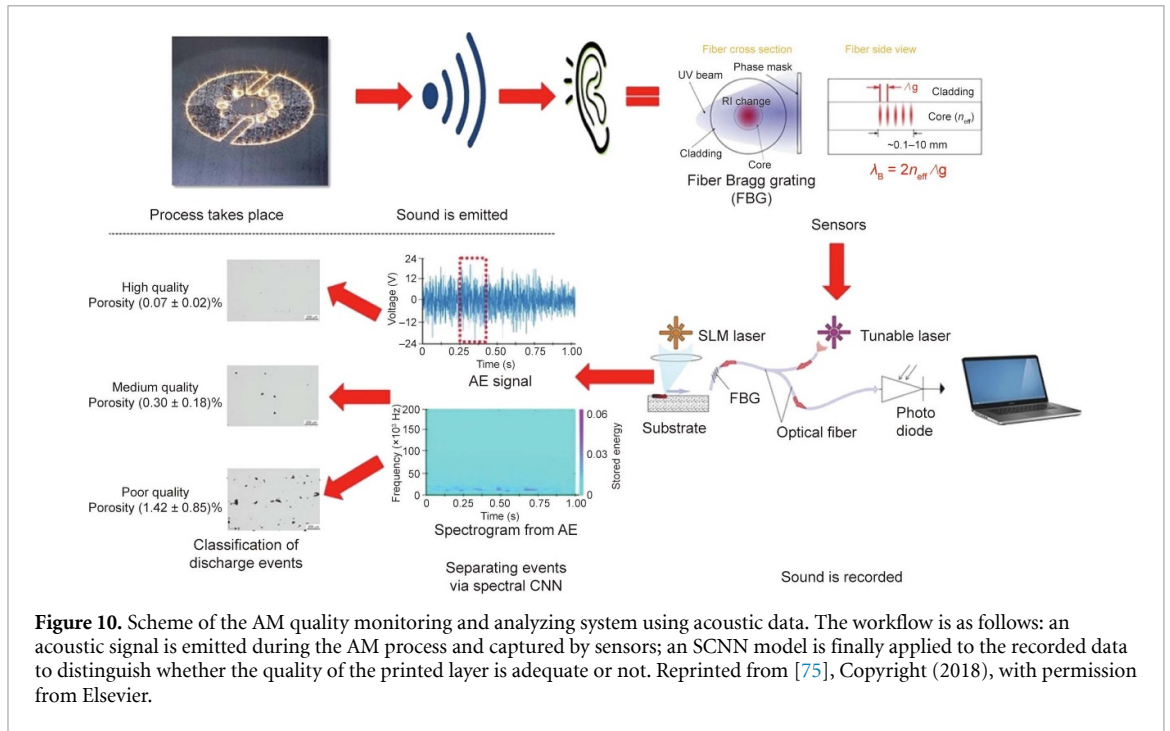 Fiber cross section
Fiber side view
UV beam
Phase mask
RI change
Cladding
Core
Fiber Bragg grating
(FBG)
Λg
Cladding
Core (neff)
~0.1–10 mm
λB = 2neff Λg
Process takes place
Sound is emitted
Sensors
High quality
Porosity (0.07 ± 0.02)%
Medium quality
Porosity (0.30 ± 0.18)%
Poor quality
Porosity (1.42 ± 0.85)%
Classification of
discharge events
Voltage (V)
24
12
0
−12
−24
0 0.25 0.50 0.75 1.00
Time (s)
AE signal
Frequency (×10³ Hz)
200
150
100
50
0
0 0.25 0.50 0.75 1.00
Time (s)
0.06
0.03
0
Stored energy
Spectrogram from AE
Separating events
via spectral CNN
SLM laser
Tunable laser
FBG
Substrate
Optical fiber
Photo
diode
Sound is recorded
Figure 10. Scheme of the AM quality monitoring and analyzing system using acoustic data. The workflow is as follows: an
acoustic signal is emitted during the AM process and captured by sensors; an SCNN model is finally applied to the recorded data
to distinguish whether the quality of the printed layer is adequate or not. Reprinted from [75], Copyright (2018), with permission
from Elsevier.